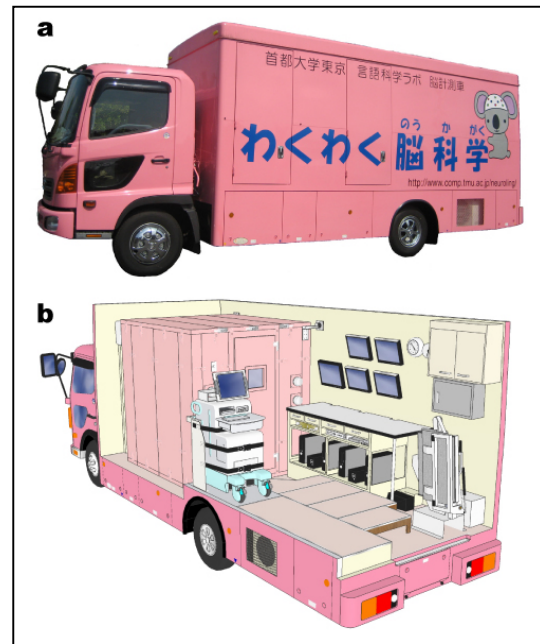 a
首都大学東京 言語科学ラボ 脳計測車
のう か がく
わくわく脳科学
http://www.comp.tmu.ac.jp/neuroling/
b